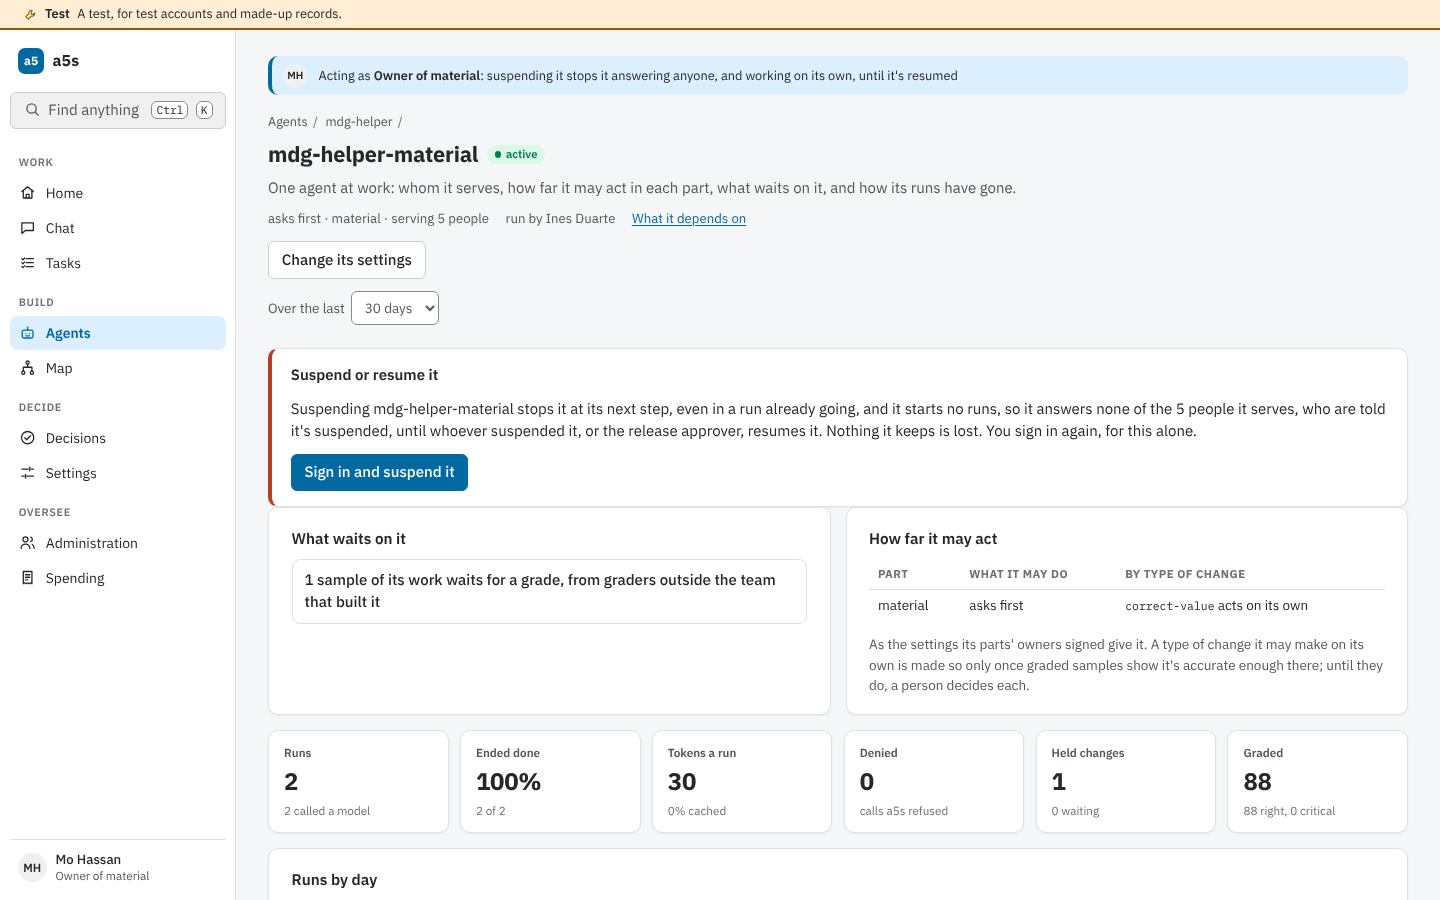 Test A test, for test accounts and made-up records.
a5 a5s
Find anything Ctrl K
WORK
Home
Chat
Tasks
BUILD
Agents
Map
DECIDE
Decisions
Settings
OVERSEE
Administration
Spending
MH Mo Hassan
Owner of material
MH Acting as Owner of material: suspending it stops it answering anyone, and working on its own, until it's resumed
Agents / mdg-helper /
mdg-helper-material active
One agent at work: whom it serves, how far it may act in each part, what waits on it, and how its runs have gone.
asks first · material · serving 5 people run by Ines Duarte What it depends on
Change its settings
Over the last 30 days
Suspend or resume it
Suspending mdg-helper-material stops it at its next step, even in a run already going, and it starts no runs, so it answers none of the 5 people it serves, who are told
it's suspended, until whoever suspended it, or the release approver, resumes it. Nothing it keeps is lost. You sign in again, for this alone.
Sign in and suspend it
What waits on it
1 sample of its work waits for a grade, from graders outside the team
that built it
How far it may act
PART WHAT IT MAY DO BY TYPE OF CHANGE
material asks first correct-value acts on its own
As the settings its parts' owners signed give it. A type of change it may make on its
own is made so only once graded samples show it's accurate enough there; until they
do, a person decides each.
Runs
2
2 called a model
Ended done
100%
2 of 2
Tokens a run
30
0% cached
Denied
0
calls a5s refused
Held changes
1
0 waiting
Graded
88
88 right, 0 critical
Runs by day